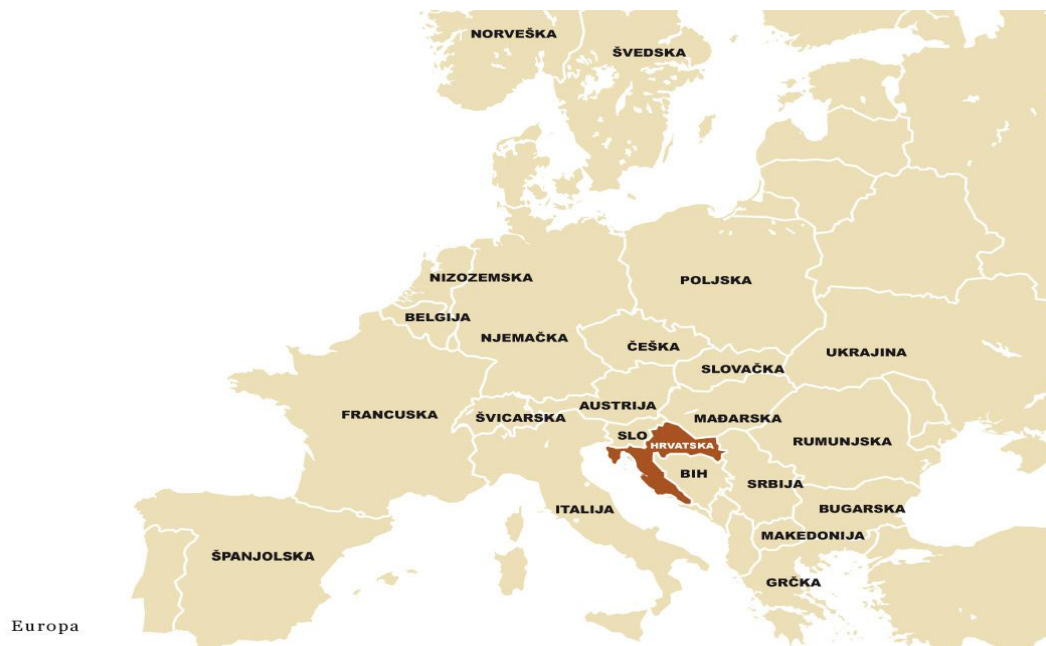 NORVEŠKA
ŠVEDSKA
NIZOZEMSKA
POLJSKA
BELGIJA
NJEMAČKA
ČEŠKA
UKRAJINA
SLOVAČKA
FRANCUSKA
ŠVICARSKA
AUSTRIJA
MAĐARSKA
SLO
HRVATSKA
RUMUNJSKA
BIH
SRBIJA
ITALIJA
BUGARSKA
MAKEDONIJA
ŠPANJOLSKA
GRČKA
Europa